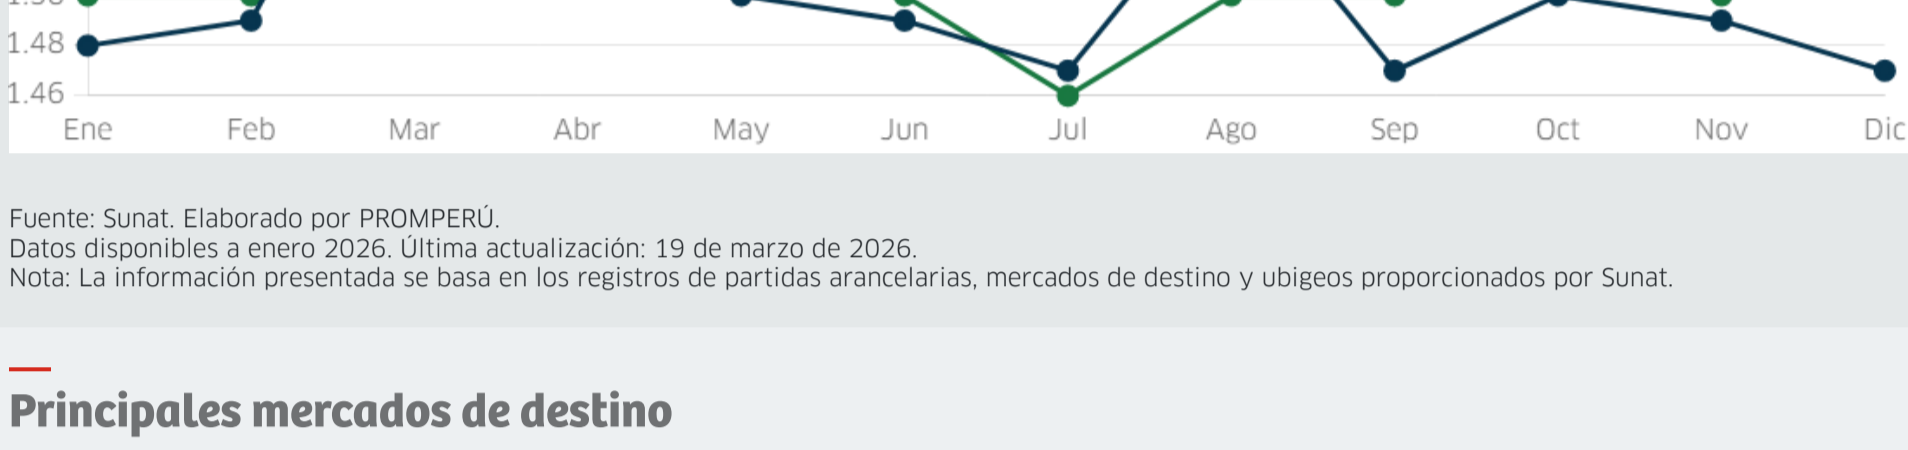 1.48
1.46
Ene Feb Mar Abr May Jun Jul Ago Sep Oct Nov Dic
Fuente: Sunat. Elaborado por PROMPERÚ.
Datos disponibles a enero 2026. Última actualización: 19 de marzo de 2026.
Nota: La información presentada se basa en los registros de partidas arancelarias, mercados de destino y ubigeos proporcionados por Sunat.
Principales mercados de destino